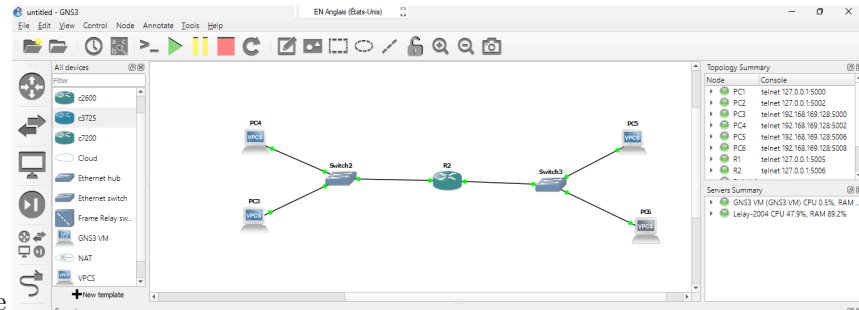 untitled - GNS3
EN Anglais (États-Unis)
File Edit View Control Node Annotate Tools Help
All devices
Filter
c2600
c3725
c7200
Cloud
Ethernet hub
Ethernet switch
Frame Relay sw...
GNS3 VM
NAT
VPCS
New template
PC4
VPCS
PC3
VPCS
Switch2
R2
Switch3
PC5
VPCS
PC6
VPCS
Topology Summary
Node Console
PC1 telnet 127.0.0.1:5000
PC2 telnet 127.0.0.1:5002
PC3 telnet 192.168.169.128:5000
PC4 telnet 192.168.169.128:5002
PC5 telnet 192.168.169.128:5006
PC6 telnet 192.168.169.128:5008
R1 telnet 127.0.0.1:5005
R2 telnet 127.0.0.1:5006
Servers Summary
GNS3 VM (GNS3 VM) CPU 0.5%, RAM ...
Lelay-2004 CPU 47.9%, RAM 89.2%
e